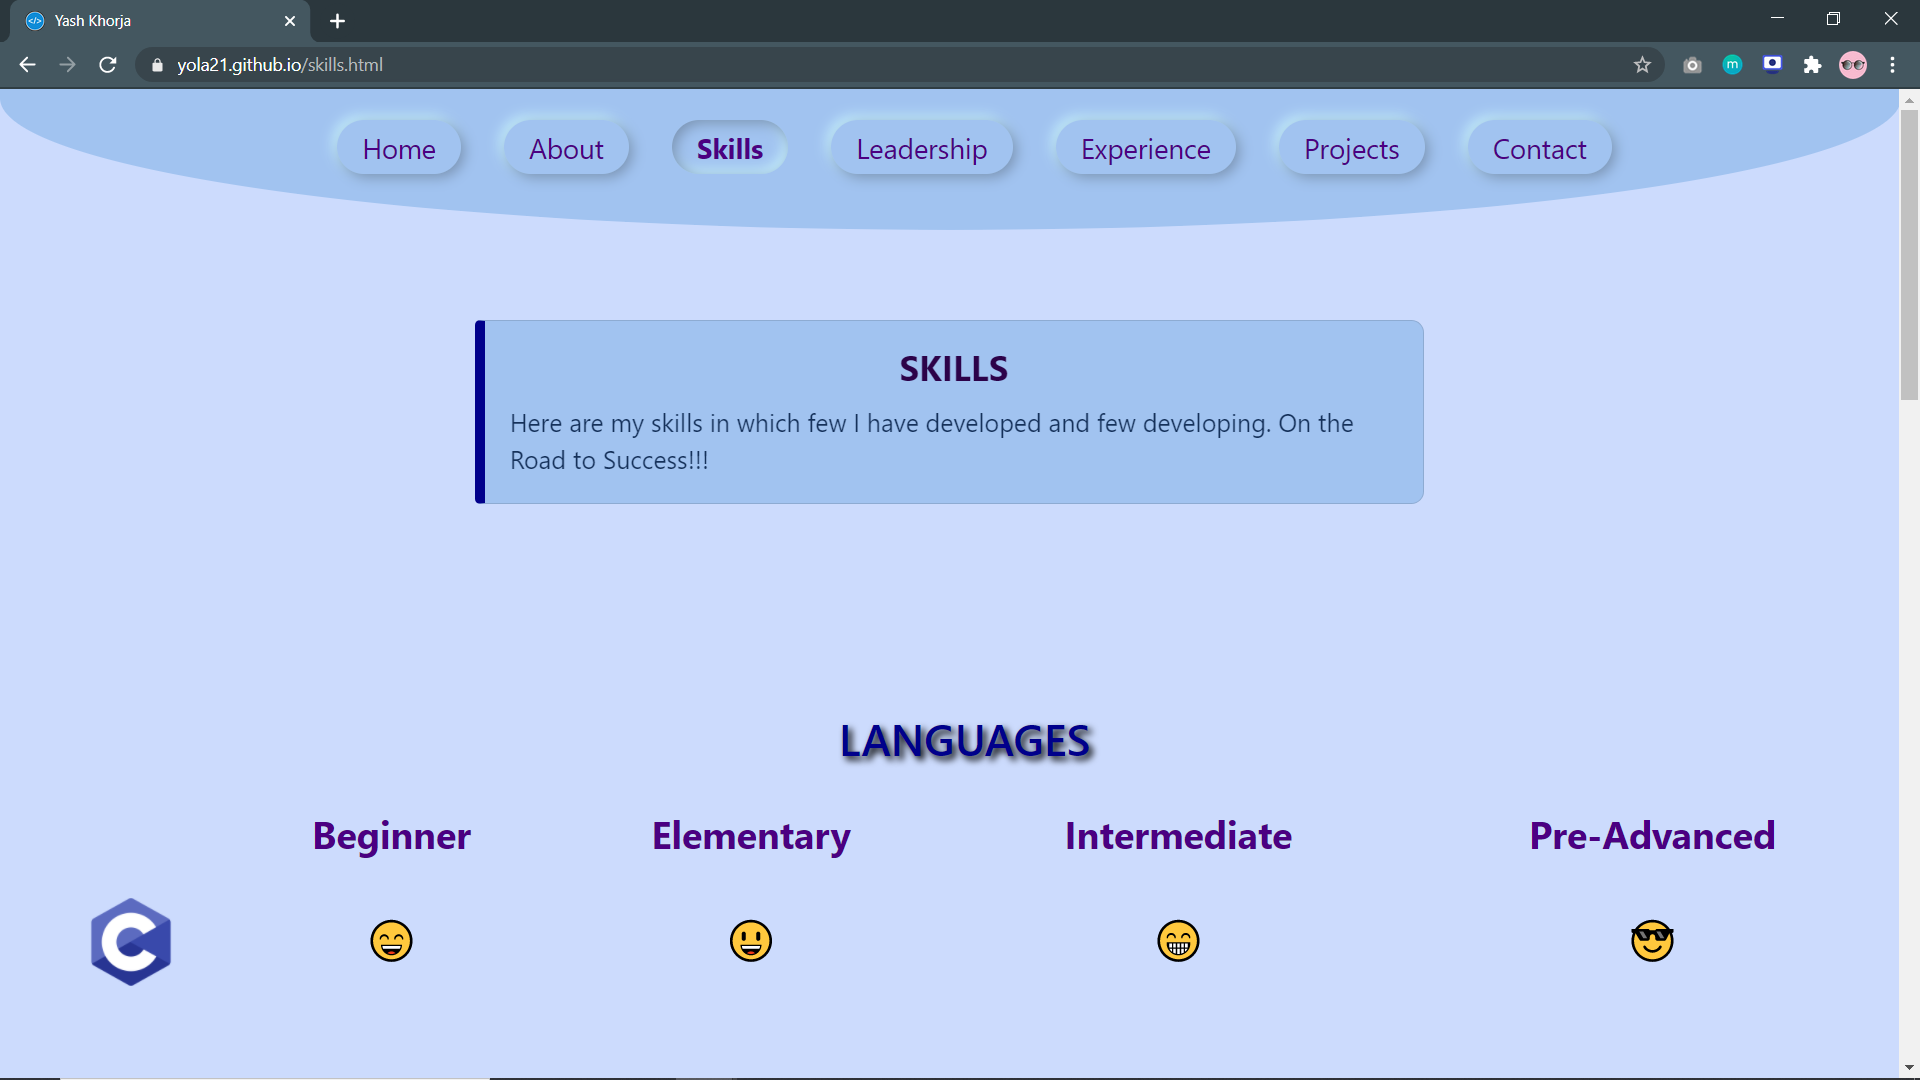 Yash Khorja
yola21.github.io/skills.html
m
Home About Skills Leadership Experience Projects Contact
SKILLS
Here are my skills in which few I have developed and few developing. On the
Road to Success!!!
LANGUAGES
Beginner Elementary Intermediate Pre-Advanced
C